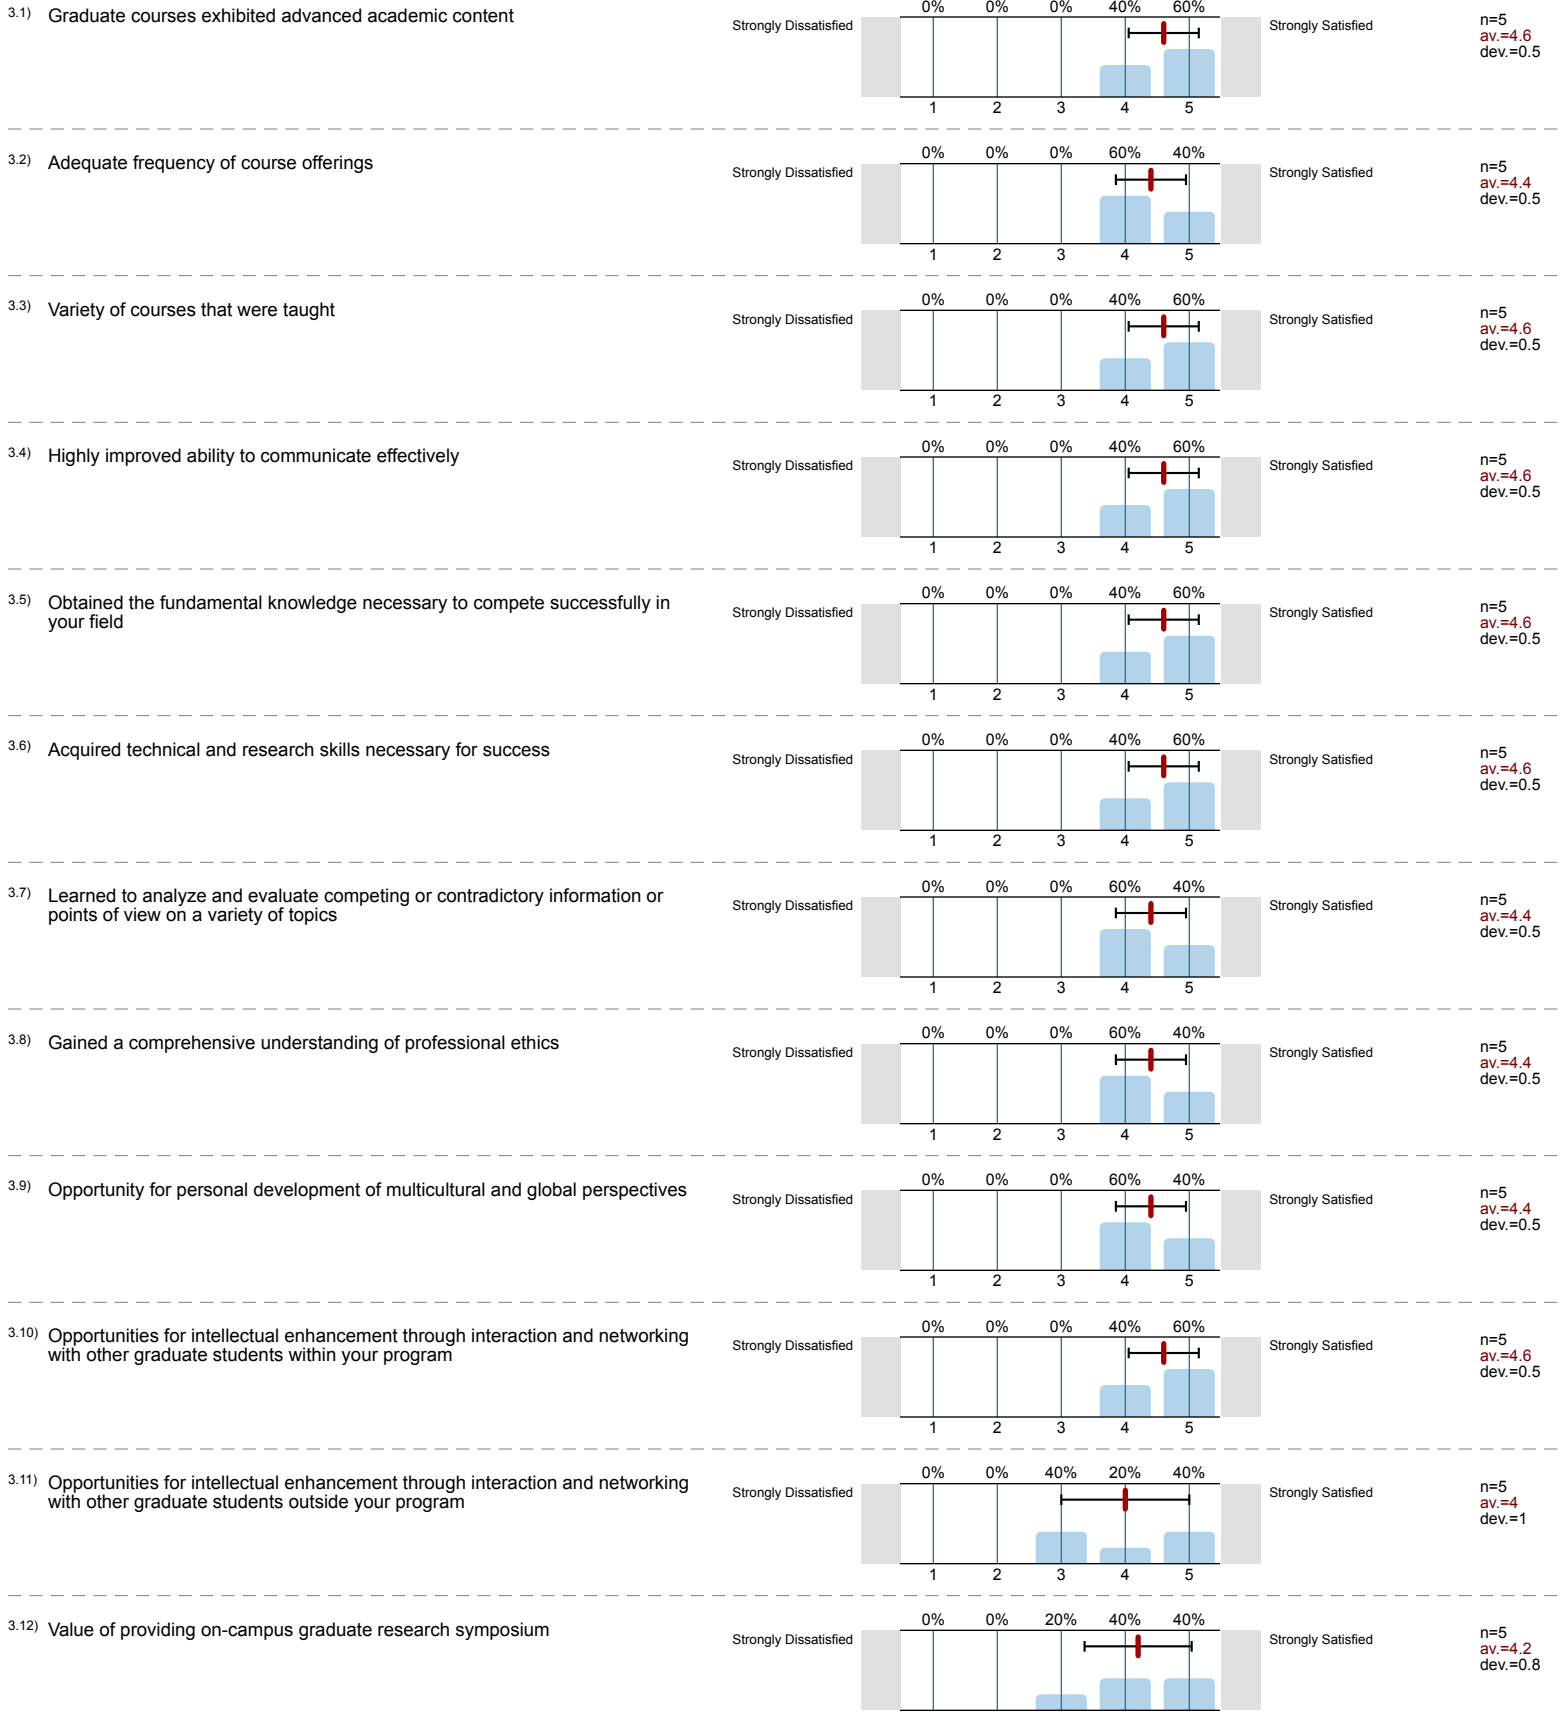 3.1) Graduate courses exhibited advanced academic content
Strongly Dissatisfied
0% 0% 0% 40% 60%
1 2 3 4 5
Strongly Satisfied
n=5
av.=4.6
dev.=0.5
3.2) Adequate frequency of course offerings
Strongly Dissatisfied
0% 0% 0% 60% 40%
1 2 3 4 5
Strongly Satisfied
n=5
av.=4.4
dev.=0.5
3.3) Variety of courses that were taught
Strongly Dissatisfied
0% 0% 0% 40% 60%
1 2 3 4 5
Strongly Satisfied
n=5
av.=4.6
dev.=0.5
3.4) Highly improved ability to communicate effectively
Strongly Dissatisfied
0% 0% 0% 40% 60%
1 2 3 4 5
Strongly Satisfied
n=5
av.=4.6
dev.=0.5
3.5) Obtained the fundamental knowledge necessary to compete successfully in
your field
Strongly Dissatisfied
0% 0% 0% 40% 60%
1 2 3 4 5
Strongly Satisfied
n=5
av.=4.6
dev.=0.5
3.6) Acquired technical and research skills necessary for success
Strongly Dissatisfied
0% 0% 0% 40% 60%
1 2 3 4 5
Strongly Satisfied
n=5
av.=4.6
dev.=0.5
3.7) Learned to analyze and evaluate competing or contradictory information or
points of view on a variety of topics
Strongly Dissatisfied
0% 0% 0% 60% 40%
1 2 3 4 5
Strongly Satisfied
n=5
av.=4.4
dev.=0.5
3.8) Gained a comprehensive understanding of professional ethics
Strongly Dissatisfied
0% 0% 0% 60% 40%
1 2 3 4 5
Strongly Satisfied
n=5
av.=4.4
dev.=0.5
3.9) Opportunity for personal development of multicultural and global perspectives
Strongly Dissatisfied
0% 0% 0% 60% 40%
1 2 3 4 5
Strongly Satisfied
n=5
av.=4.4
dev.=0.5
3.10) Opportunities for intellectual enhancement through interaction and networking
with other graduate students within your program
Strongly Dissatisfied
0% 0% 0% 40% 60%
1 2 3 4 5
Strongly Satisfied
n=5
av.=4.6
dev.=0.5
3.11) Opportunities for intellectual enhancement through interaction and networking
with other graduate students outside your program
Strongly Dissatisfied
0% 0% 40% 20% 40%
1 2 3 4 5
Strongly Satisfied
n=5
av.=4
dev.=1
3.12) Value of providing on-campus graduate research symposium
Strongly Dissatisfied
0% 0% 20% 40% 40%
Strongly Satisfied
n=5
av.=4.2
dev.=0.8